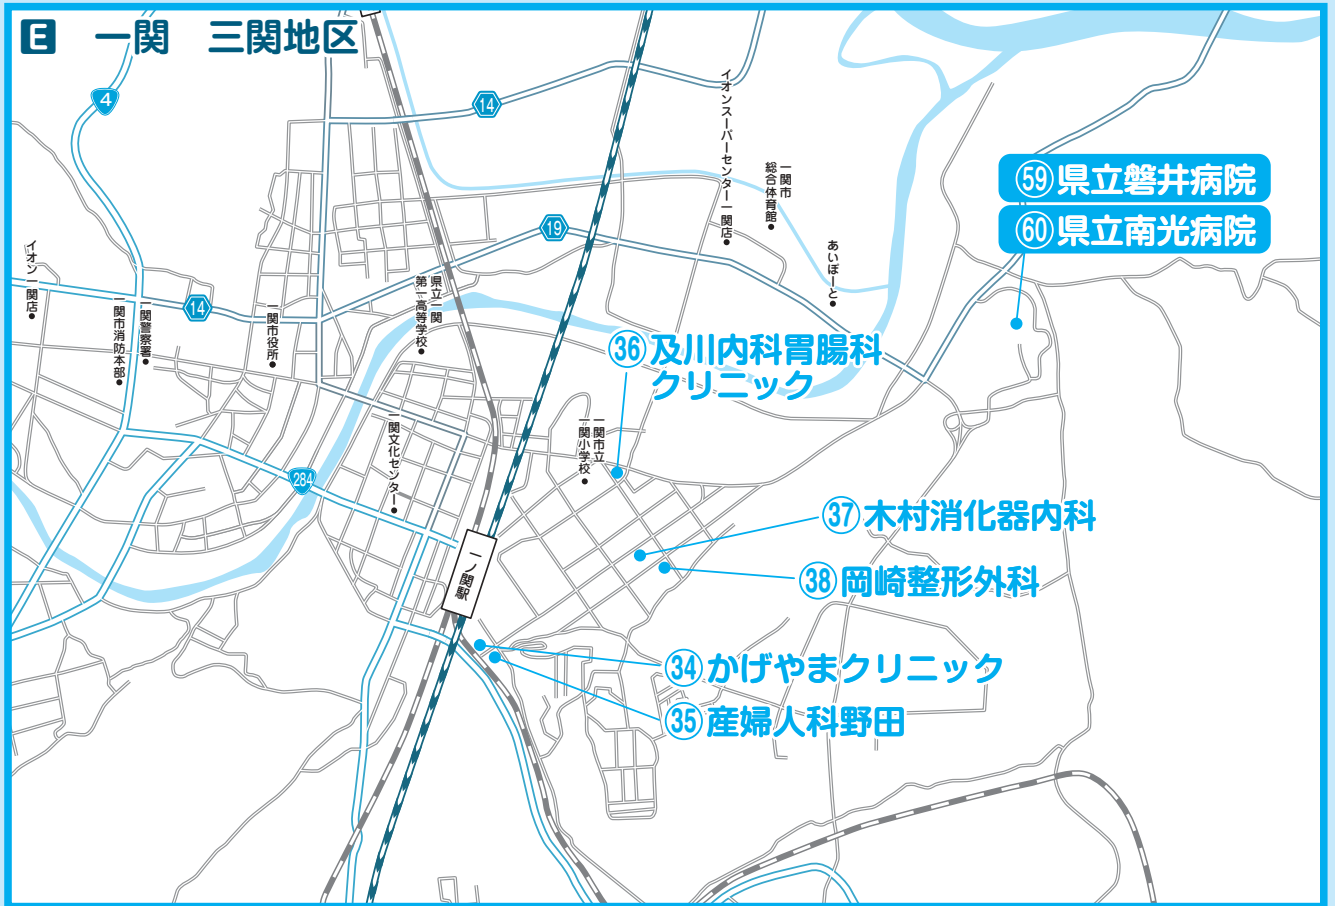 E 一関 三関地区
4
14
イオンスーパーセンター一関店
一関市
総合体育館
59 県立磐井病院
60 県立南光病院
19
あいぽーと
イオン一関店
14
一関市消防本部
一関警察署
一関市役所
県立一関
第一高等学校
36 及川内科胃腸科
クリニック
一関文化センター
一関市立
一関小学校
284
37 木村消化器内科
一ノ関駅
38 岡崎整形外科
34 かげやまクリニック
35 産婦人科野田